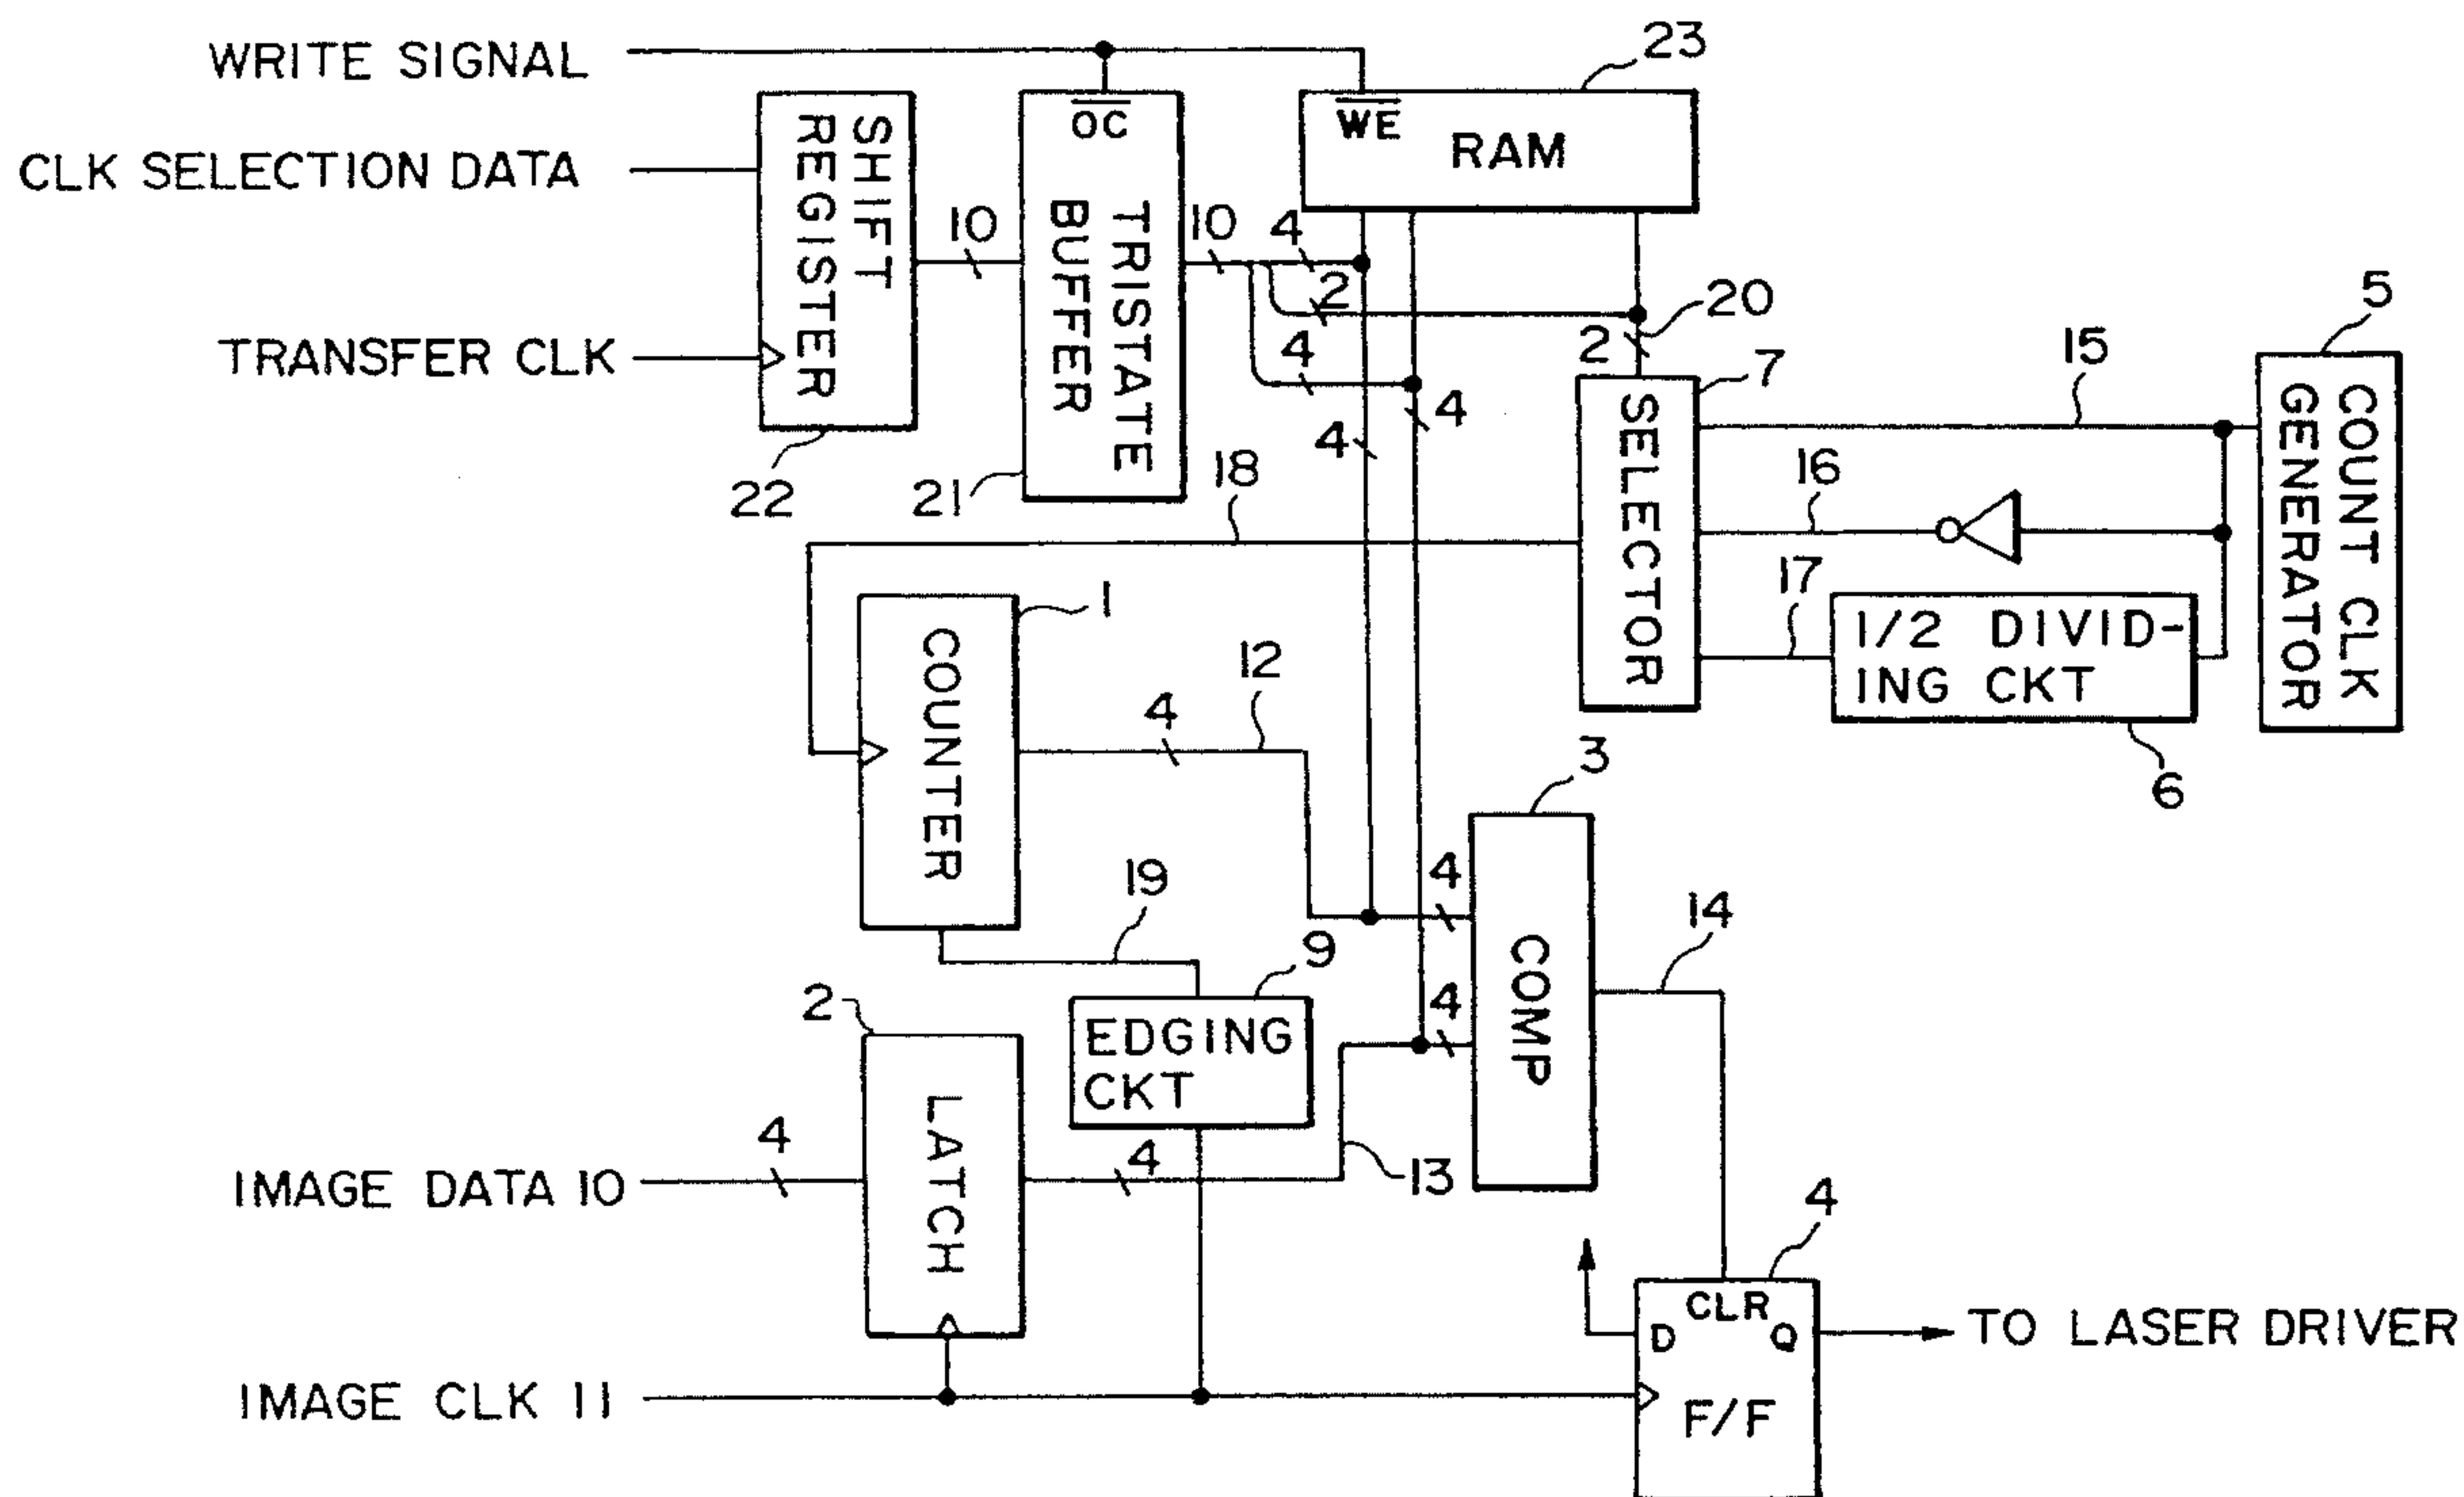 WRITE SIGNAL
CLK SELECTION DATA
TRANSFER CLK
SHIFT
REGISTER
22
10
OC
TRISTATE
BUFFER
21
10
4
2
4
WE
RAM
23
4
4
2
20
7
SELECTOR
15
16
17
18
5
COUNT CLK
GENERATOR
1/2 DIVID-
ING CKT
6
1
COUNTER
4
12
19
9
EDGING
CKT
2
LATCH
4
IMAGE DATA 10
4
13
3
4
4
COMP
14
4
CLR
D
Q
F/F
TO LASER DRIVER
IMAGE CLK 11